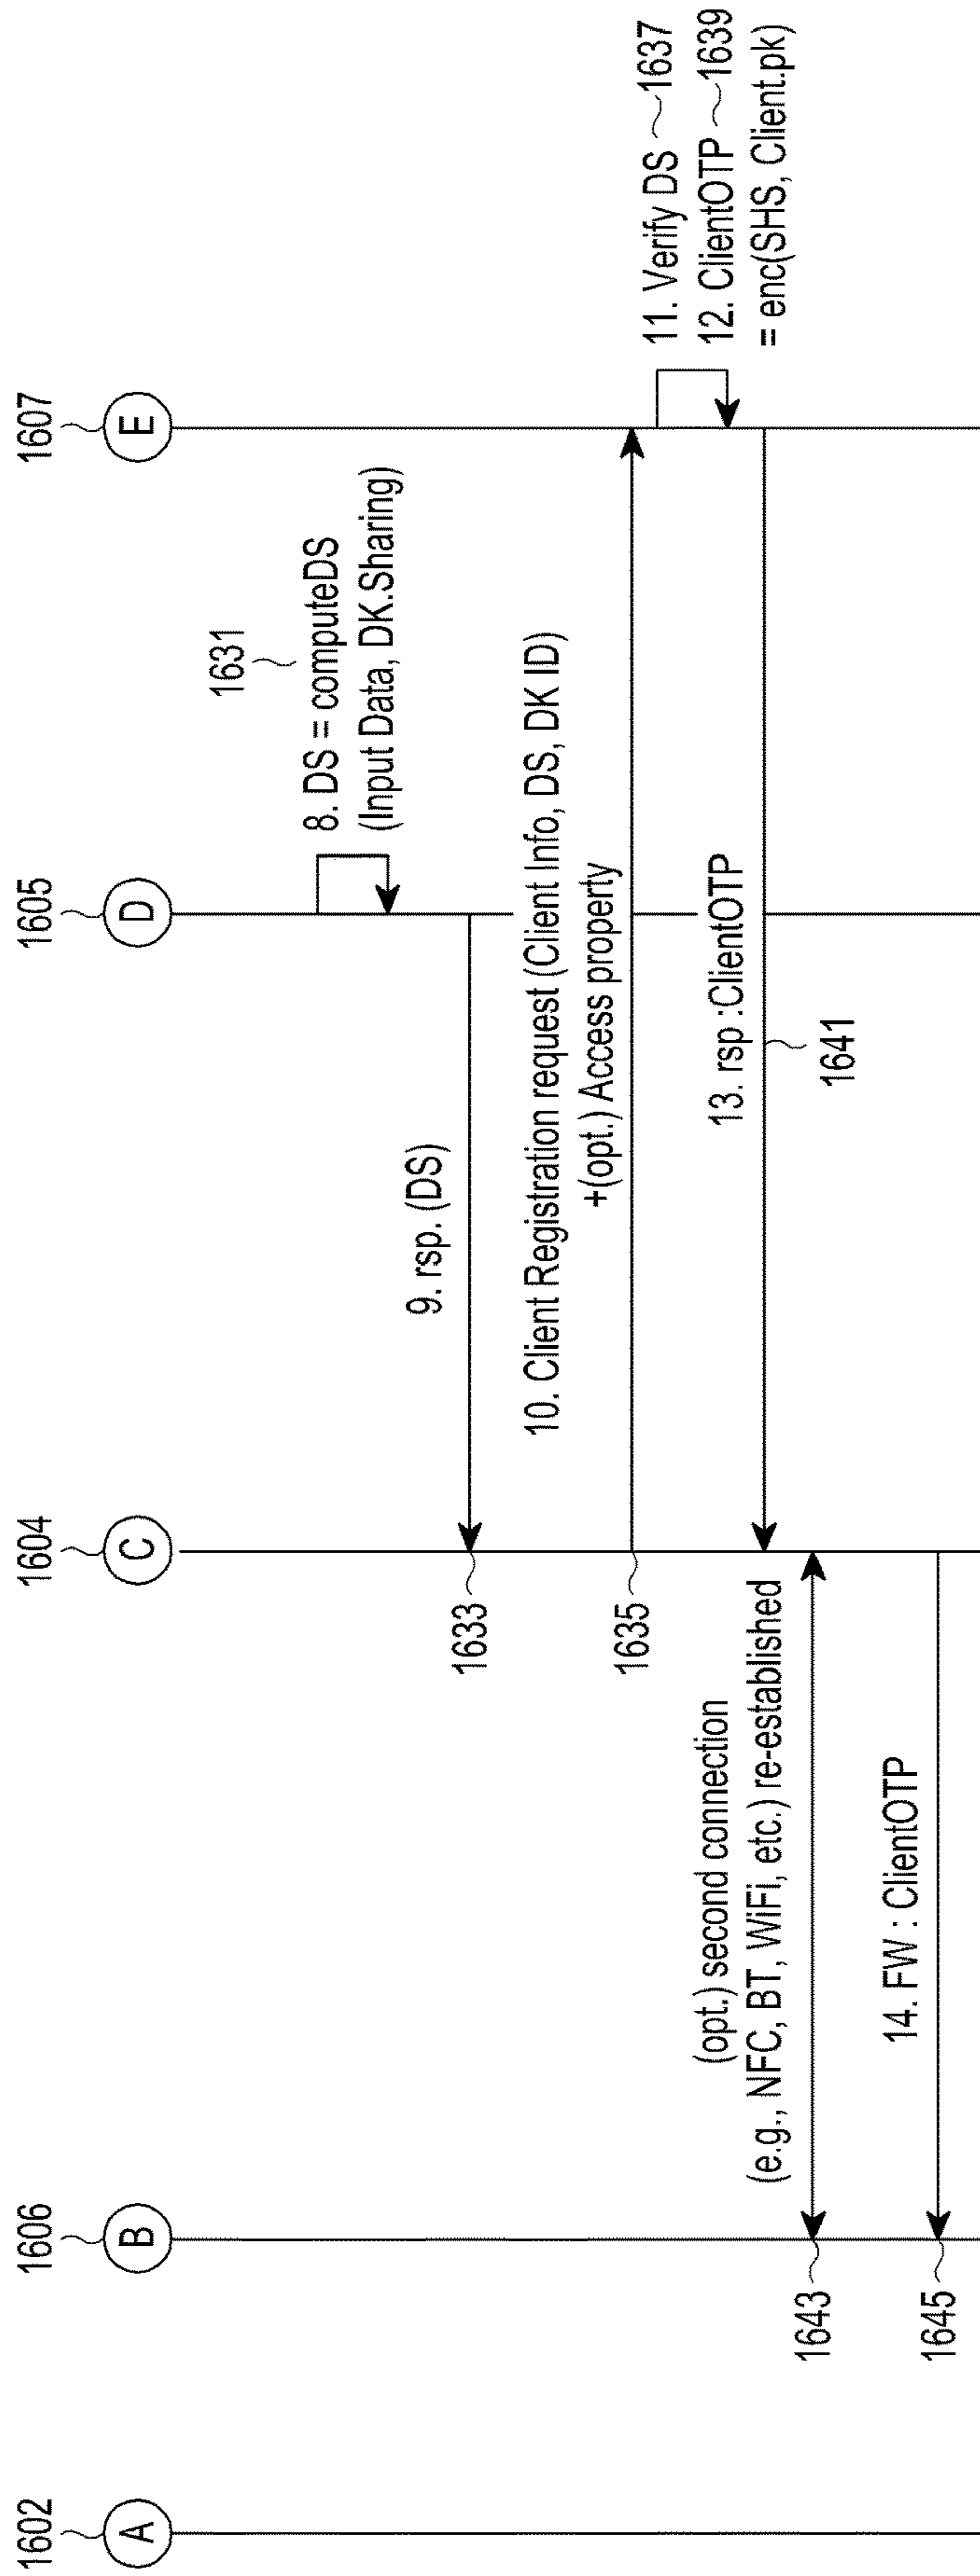 1602
1606
1604
1605
1607
A
B
C
D
E
1631
8. DS = computeDS
(Input Data, DK.Sharing)
9. rsp. (DS)
1633
10. Client Registration request (Client Info, DS, DK ID)
+(opt.) Access property
1635
11. Verify DS 1637
12. ClientOTP 1639
= enc(SHS, Client.pk)
13. rsp :ClientOTP
1641
(opt.) second connection
(e.g., NFC, BT, WiFi, etc.) re-established
1643
14. FW : ClientOTP
1645